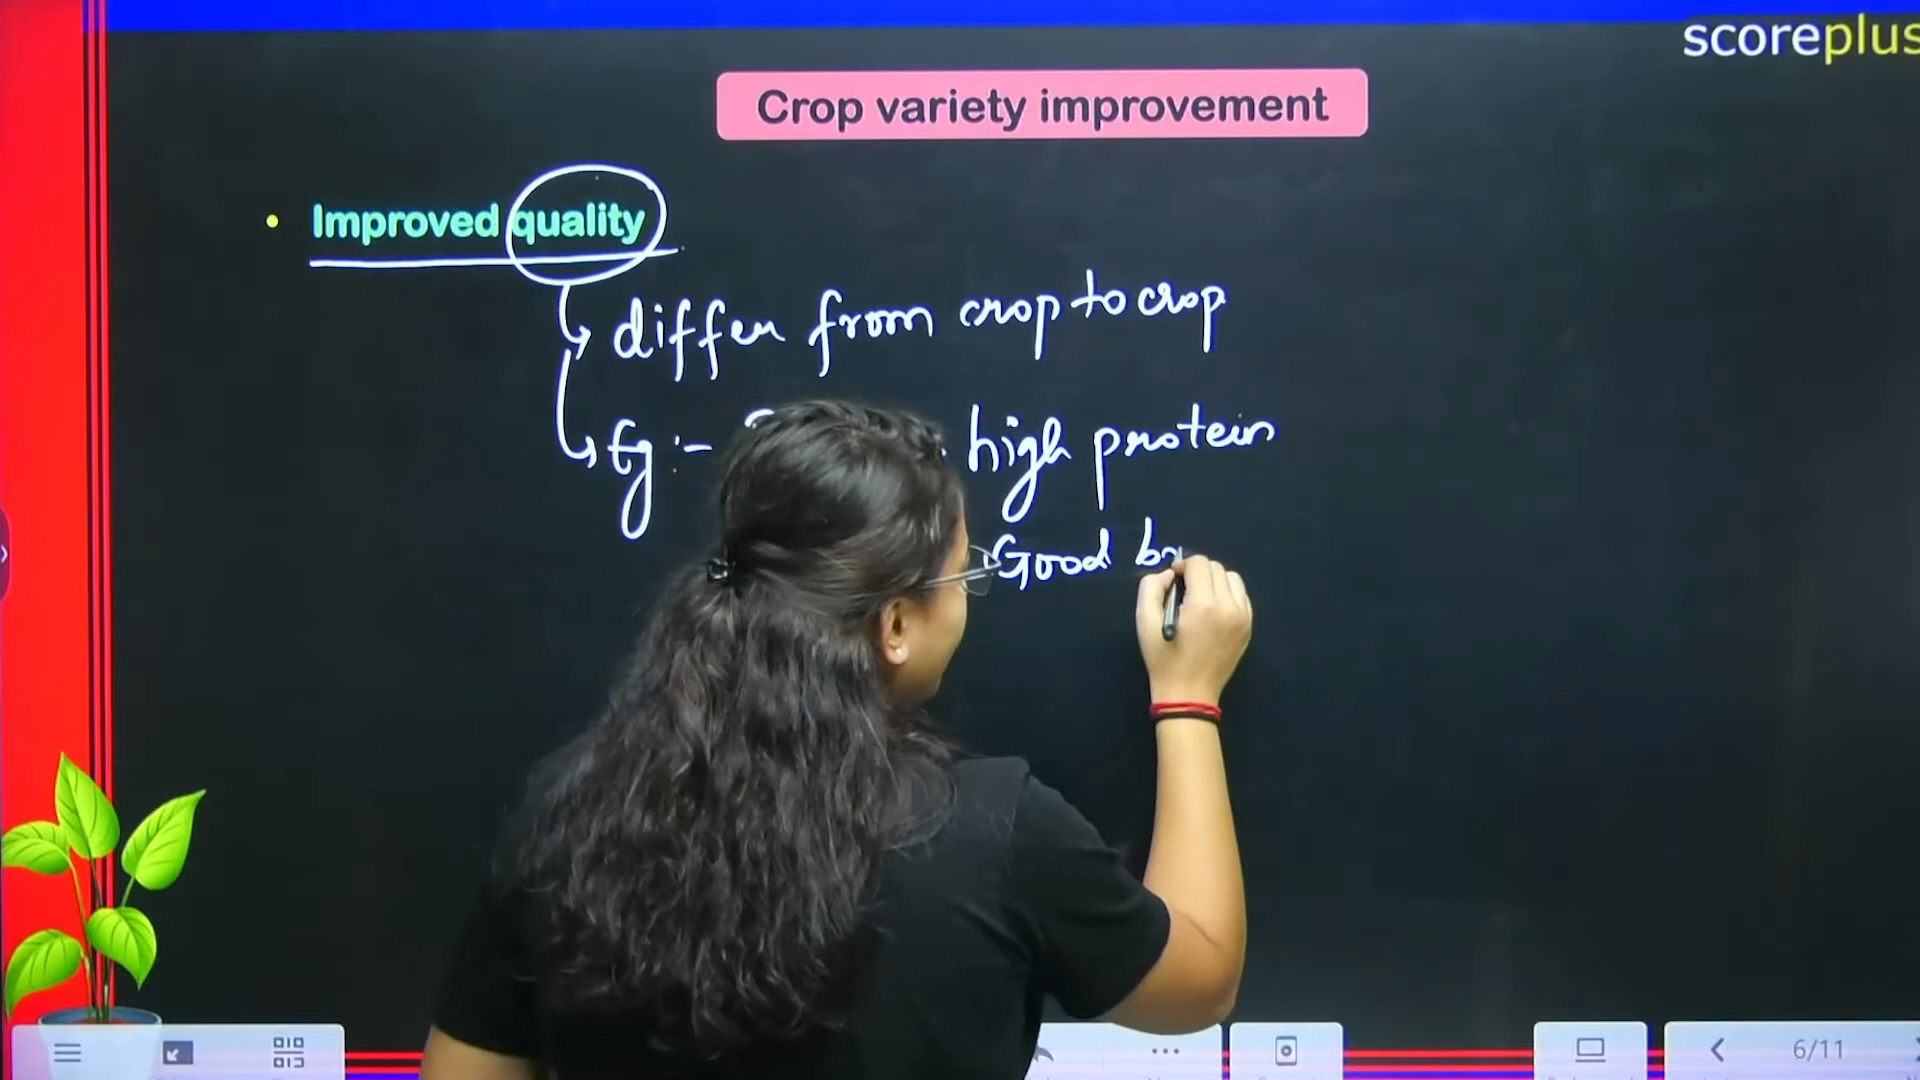 scoreplus
Crop variety improvement
• Improved quality
differ from crop to crop
Eg :- high protein
Good
6/11